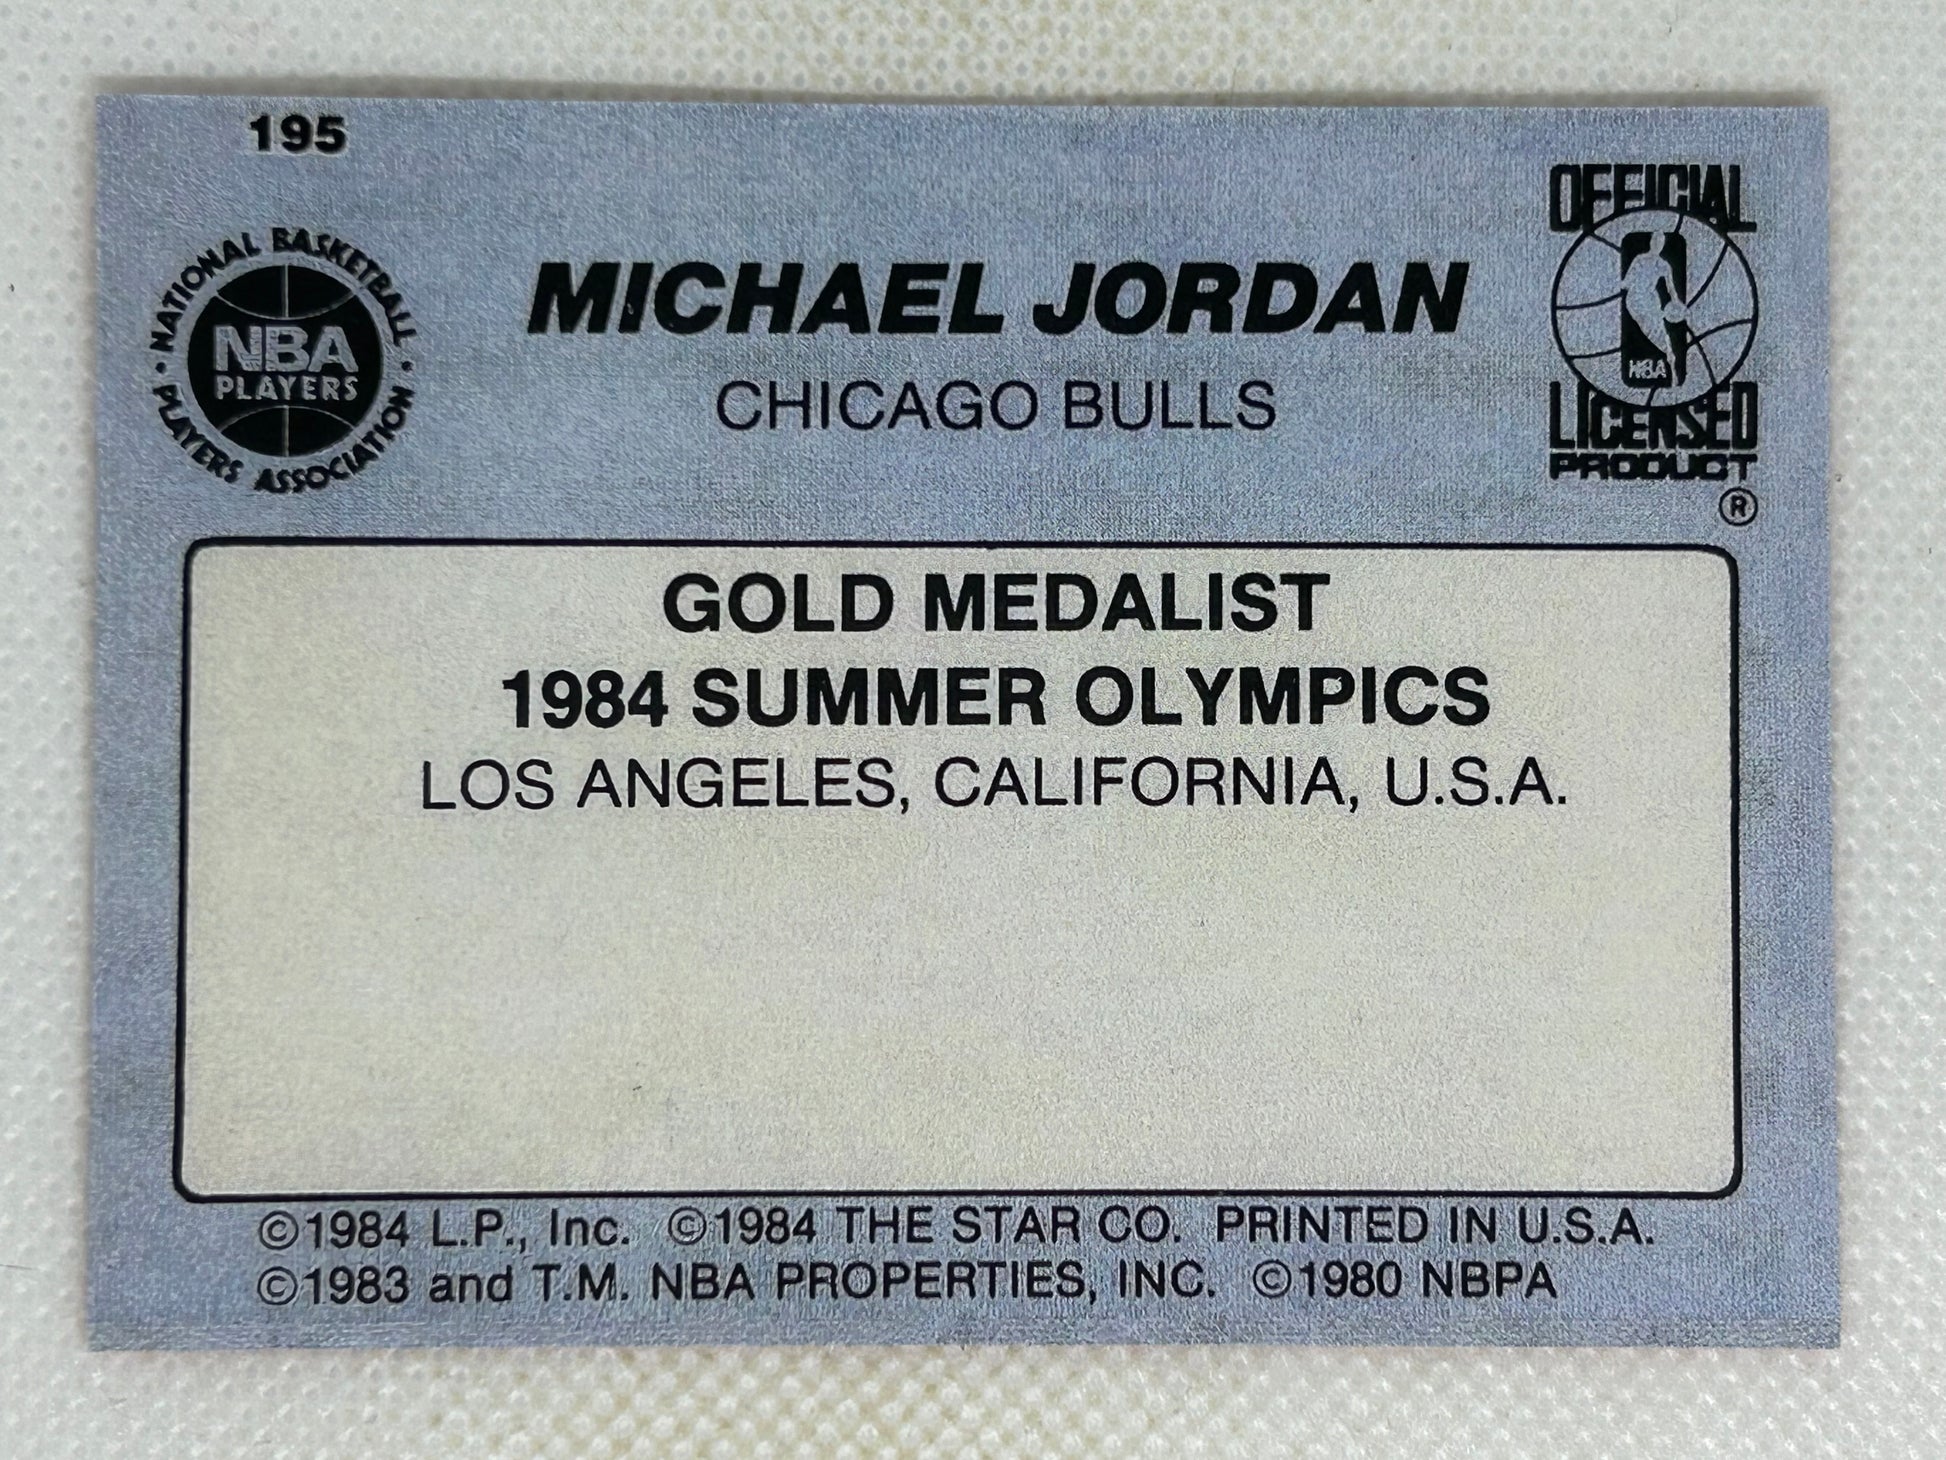 195
NATIONAL BASKETBALL
PLAYERS ASSOCIATION
NBA
PLAYERS
MICHAEL JORDAN
CHICAGO BULLS
OFFICIAL
NBA
LICENSED
PRODUCT
®
GOLD MEDALIST
1984 SUMMER OLYMPICS
LOS ANGELES, CALIFORNIA, U.S.A.
©1984 L.P., Inc. ©1984 THE STAR CO. PRINTED IN U.S.A.
©1983 and T.M. NBA PROPERTIES, INC. ©1980 NBPA